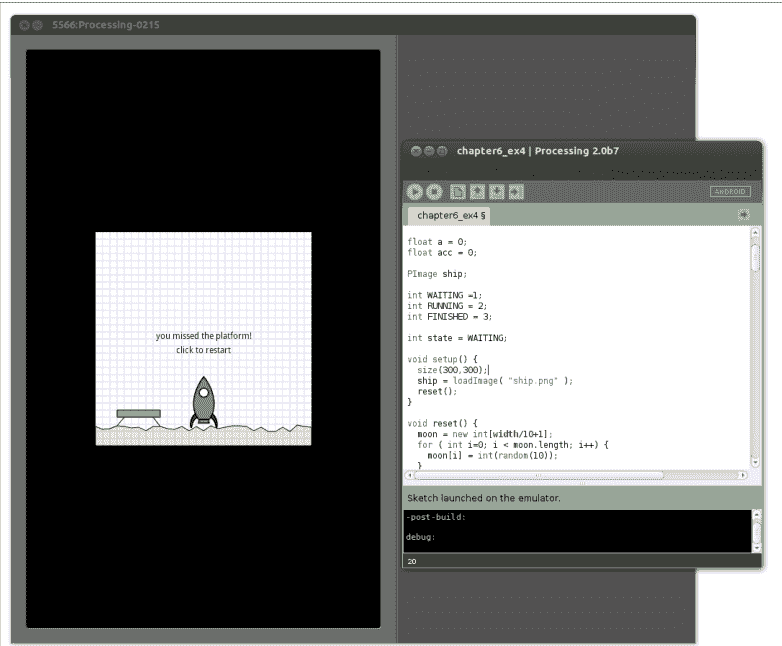 5566:Processing-0215
you missed the platform!
click to restart
chapter6_ex4 | Processing 2.0b7
ANDROID
chapter6_ex4 §
float a = 0;
float acc = 0;
PImage ship;
int WAITING =1;
int RUNNING = 2;
int FINISHED = 3;
int state = WAITING;
void setup() {
size(300,300);
ship = loadImage( "ship.png" );
reset();
}
void reset() {
moon = new int[width/10+1];
for ( int i=0; i < moon.length; i++) {
moon[i] = int(random(10));
}
Sketch launched on the emulator.
-post-build:
debug:
20